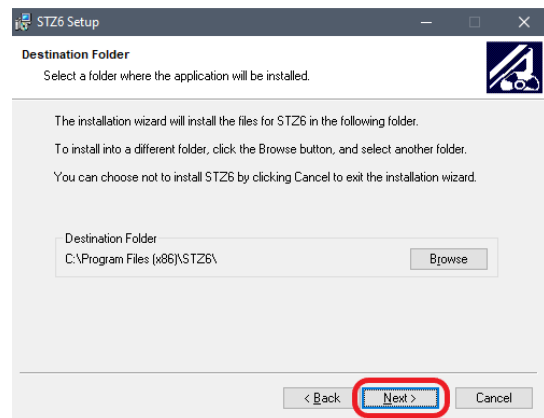 STZ6 Setup
Destination Folder
Select a folder where the application will be installed.
The installation wizard will install the files for STZ6 in the following folder.
To install into a different folder, click the Browse button, and select another folder.
You can choose not to install STZ6 by clicking Cancel to exit the installation wizard.
Destination Folder
C:\Program Files (x86)\STZ6\
Browse
< Back
Next >
Cancel